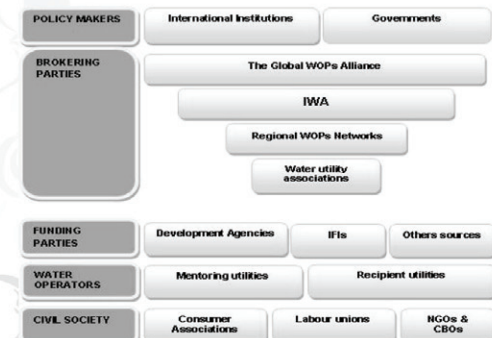 POLICY MAKERS
International Institutions
Governments
BROKERING
PARTIES
The Global WOPs Alliance
IWA
Regional WOPs Networks
Water utility
associations
FUNDING
PARTIES
Development Agencies
IFIs
Others sources
WATER
OPERATORS
Mentoring utilities
Recipient utilities
CIVIL SOCIETY
Consumer
Associations
Labour unions
NGOs &
CBOs